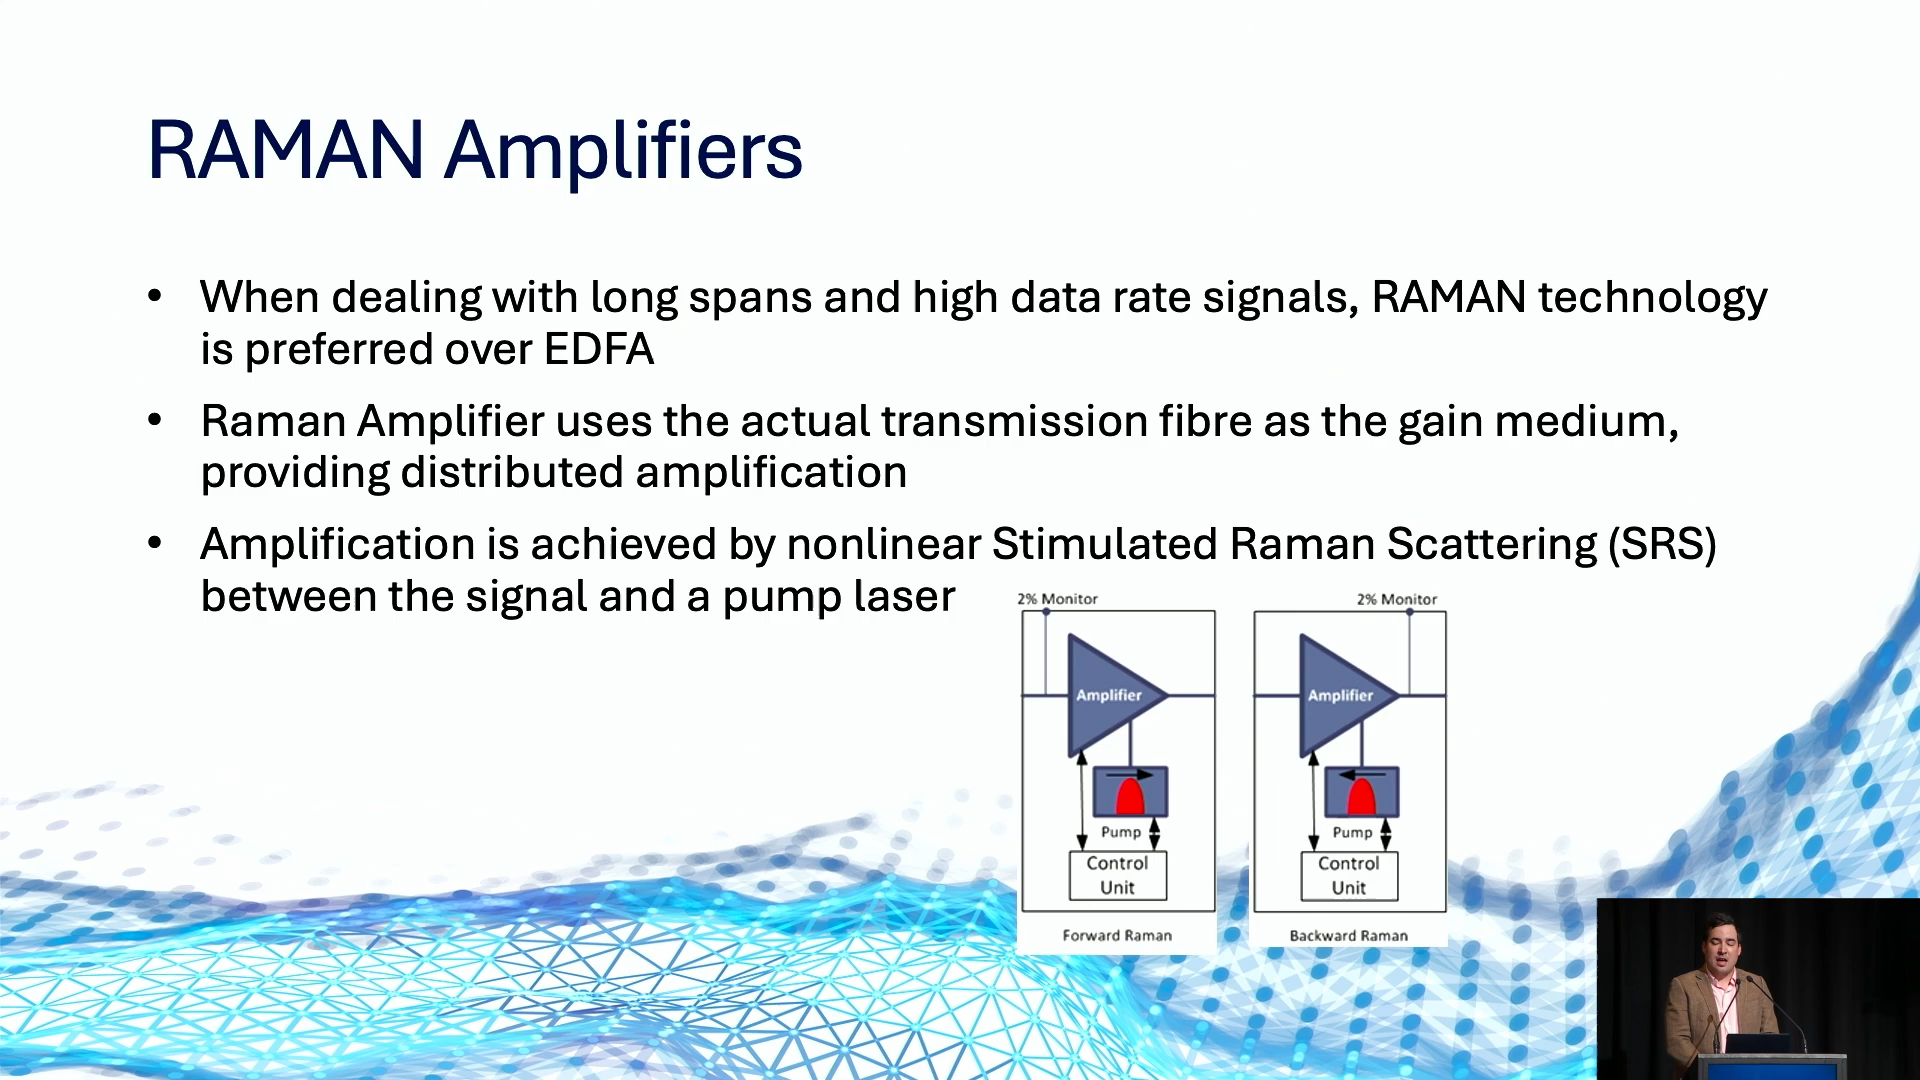 RAMAN Amplifiers
• When dealing with long spans and high data rate signals, RAMAN technology
is preferred over EDFA
• Raman Amplifier uses the actual transmission fibre as the gain medium,
providing distributed amplification
• Amplification is achieved by nonlinear Stimulated Raman Scattering (SRS)
between the signal and a pump laser
2% Monitor
Amplifier
Pump
Control
Unit
Forward Raman
2% Monitor
Amplifier
Pump
Control
Unit
Backward Raman